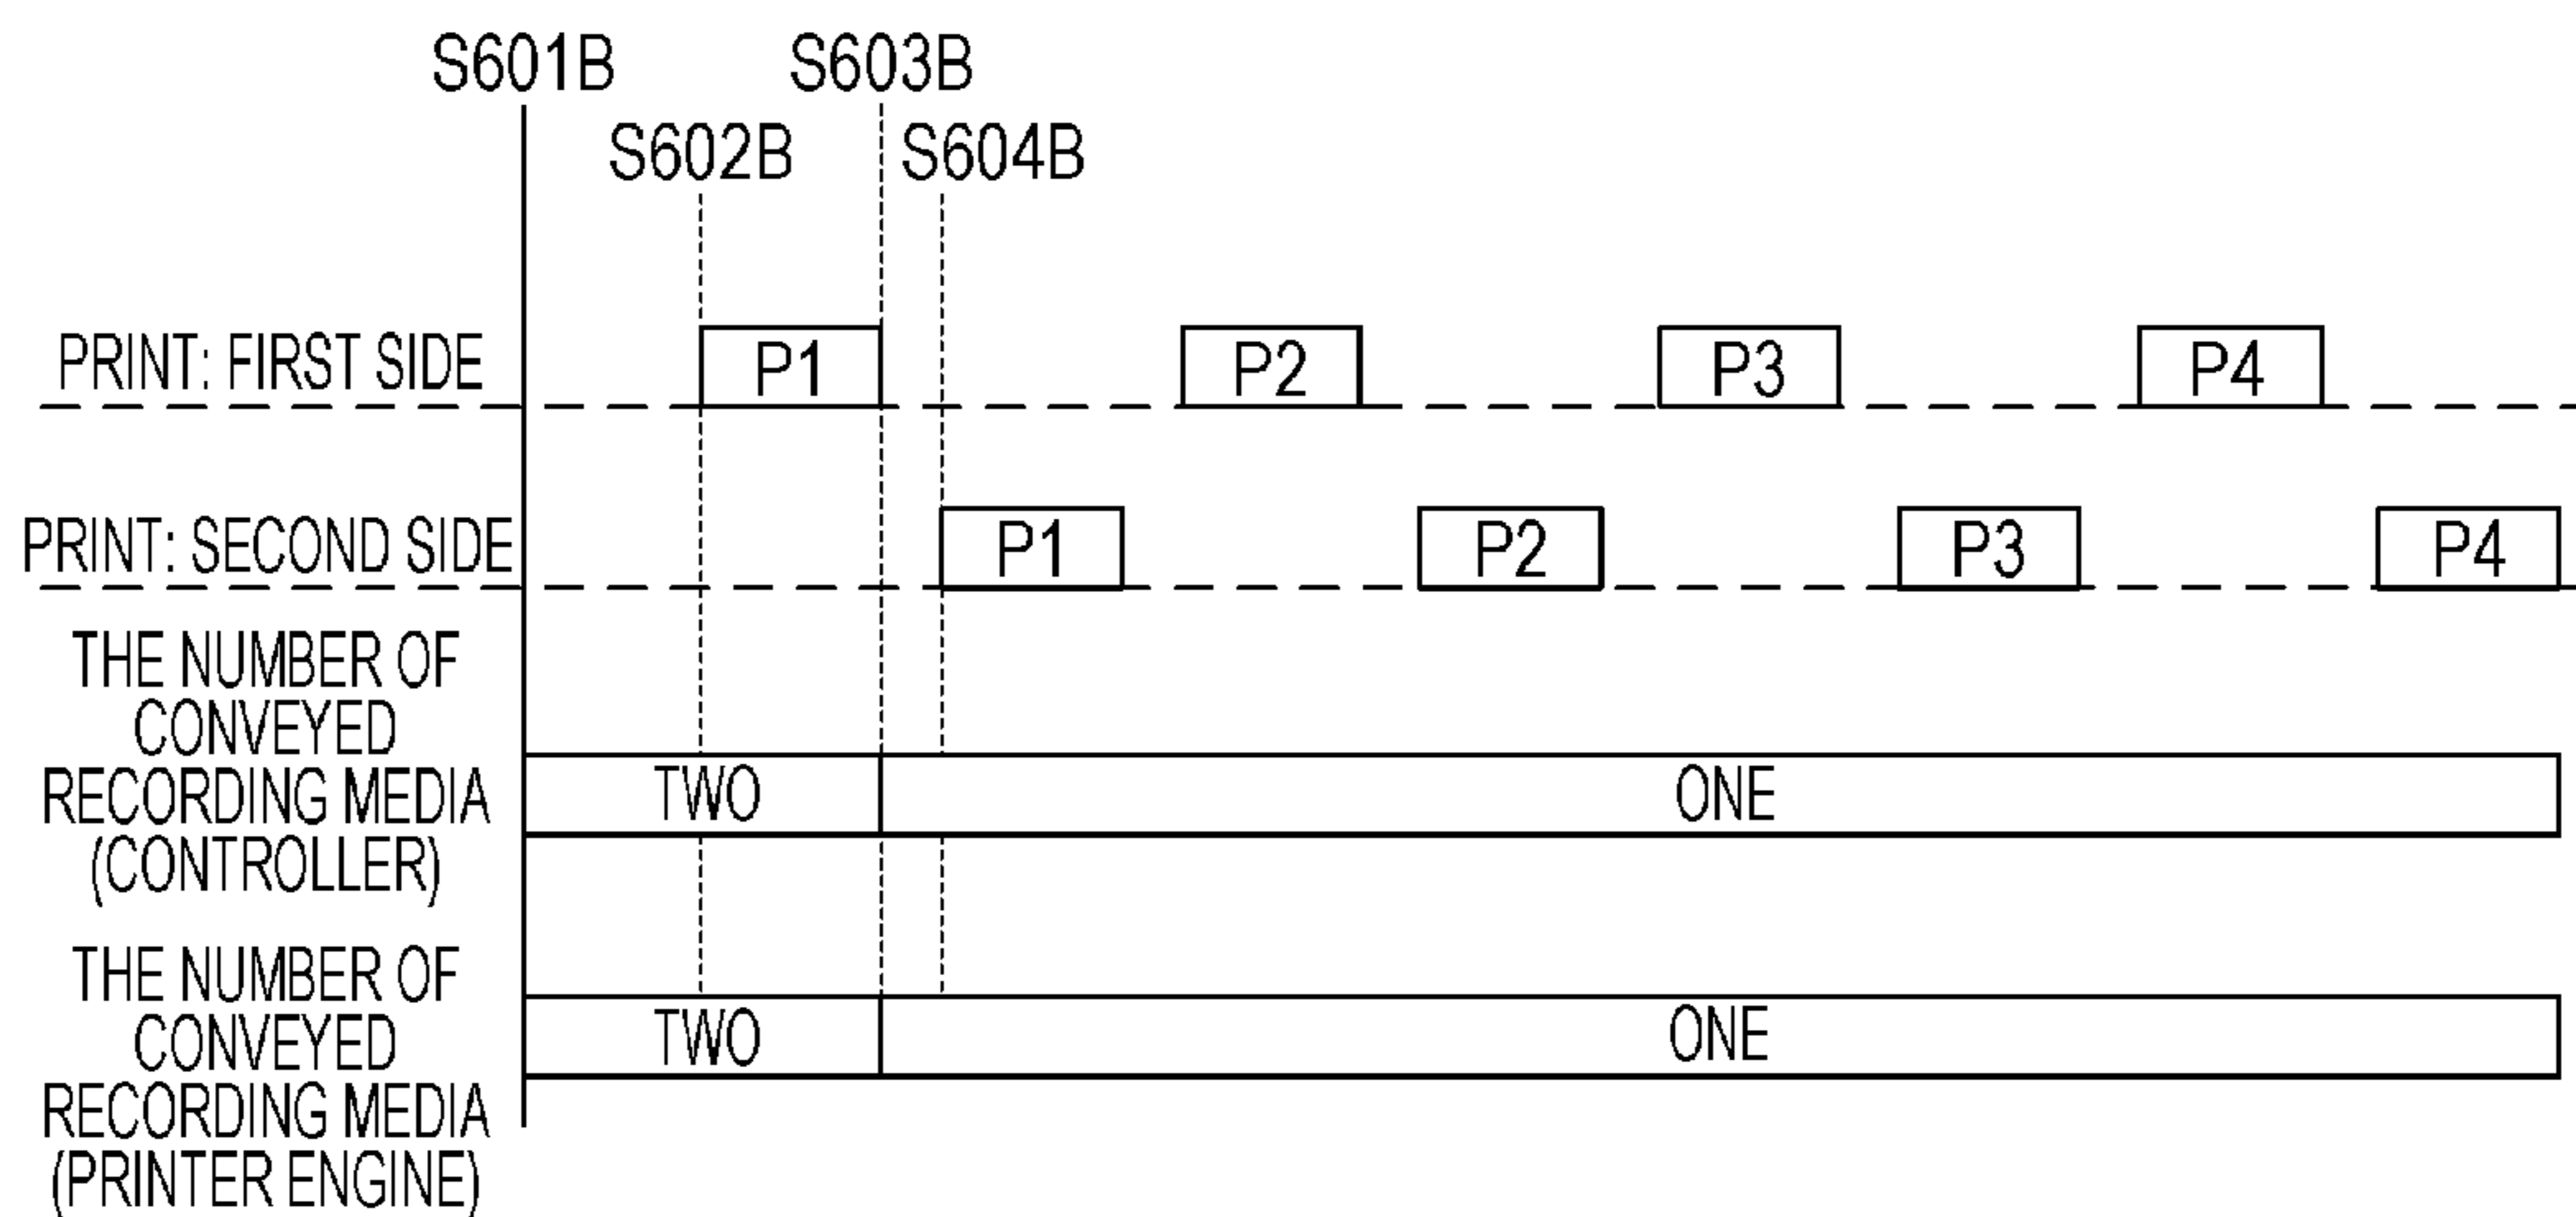 S601B S603B
S602B S604B
PRINT: FIRST SIDE P1 P2 P3 P4
PRINT: SECOND SIDE P1 P2 P3 P4
THE NUMBER OF
CONVEYED
RECORDING MEDIA TWO ONE
(CONTROLLER)
THE NUMBER OF
CONVEYED TWO ONE
RECORDING MEDIA
(PRINTER ENGINE)